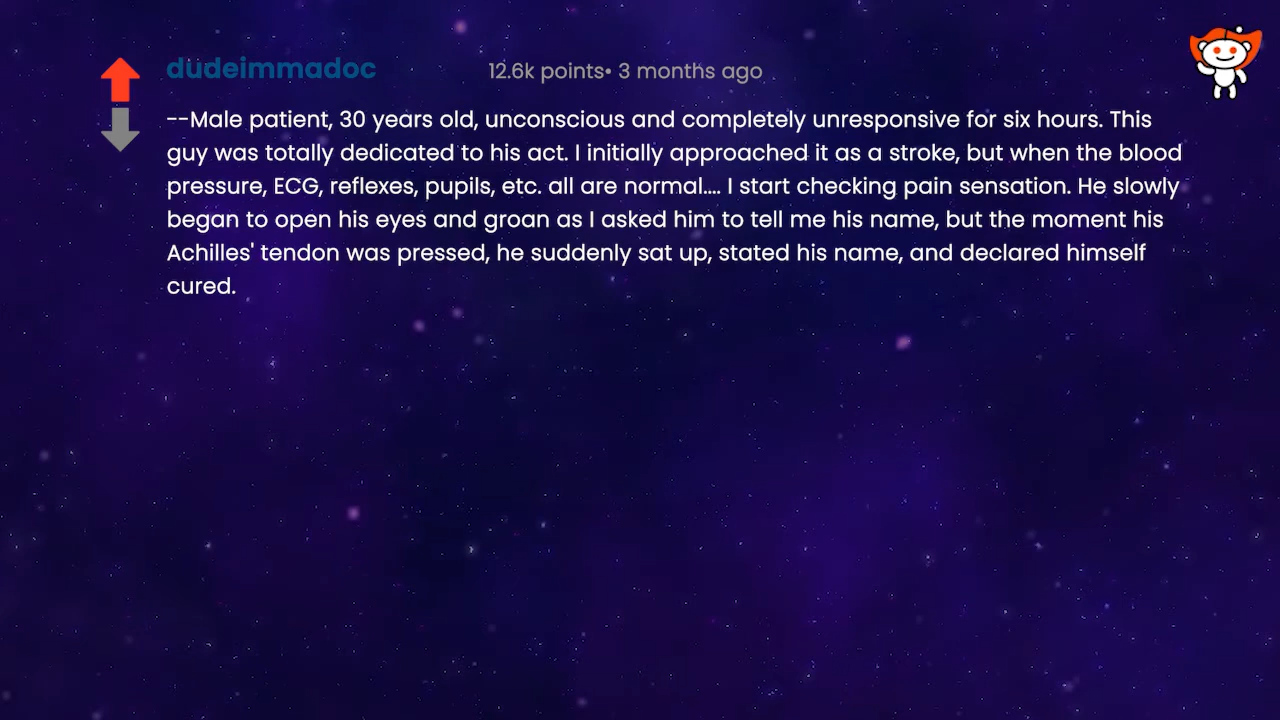 dudeimmadoc 12.6k points• 3 months ago
--Male patient, 30 years old, unconscious and completely unresponsive for six hours. This
guy was totally dedicated to his act. I initially approached it as a stroke, but when the blood
pressure, ECG, reflexes, pupils, etc. all are normal.... I start checking pain sensation. He slowly
began to open his eyes and groan as I asked him to tell me his name, but the moment his
Achilles' tendon was pressed, he suddenly sat up, stated his name, and declared himself
cured.